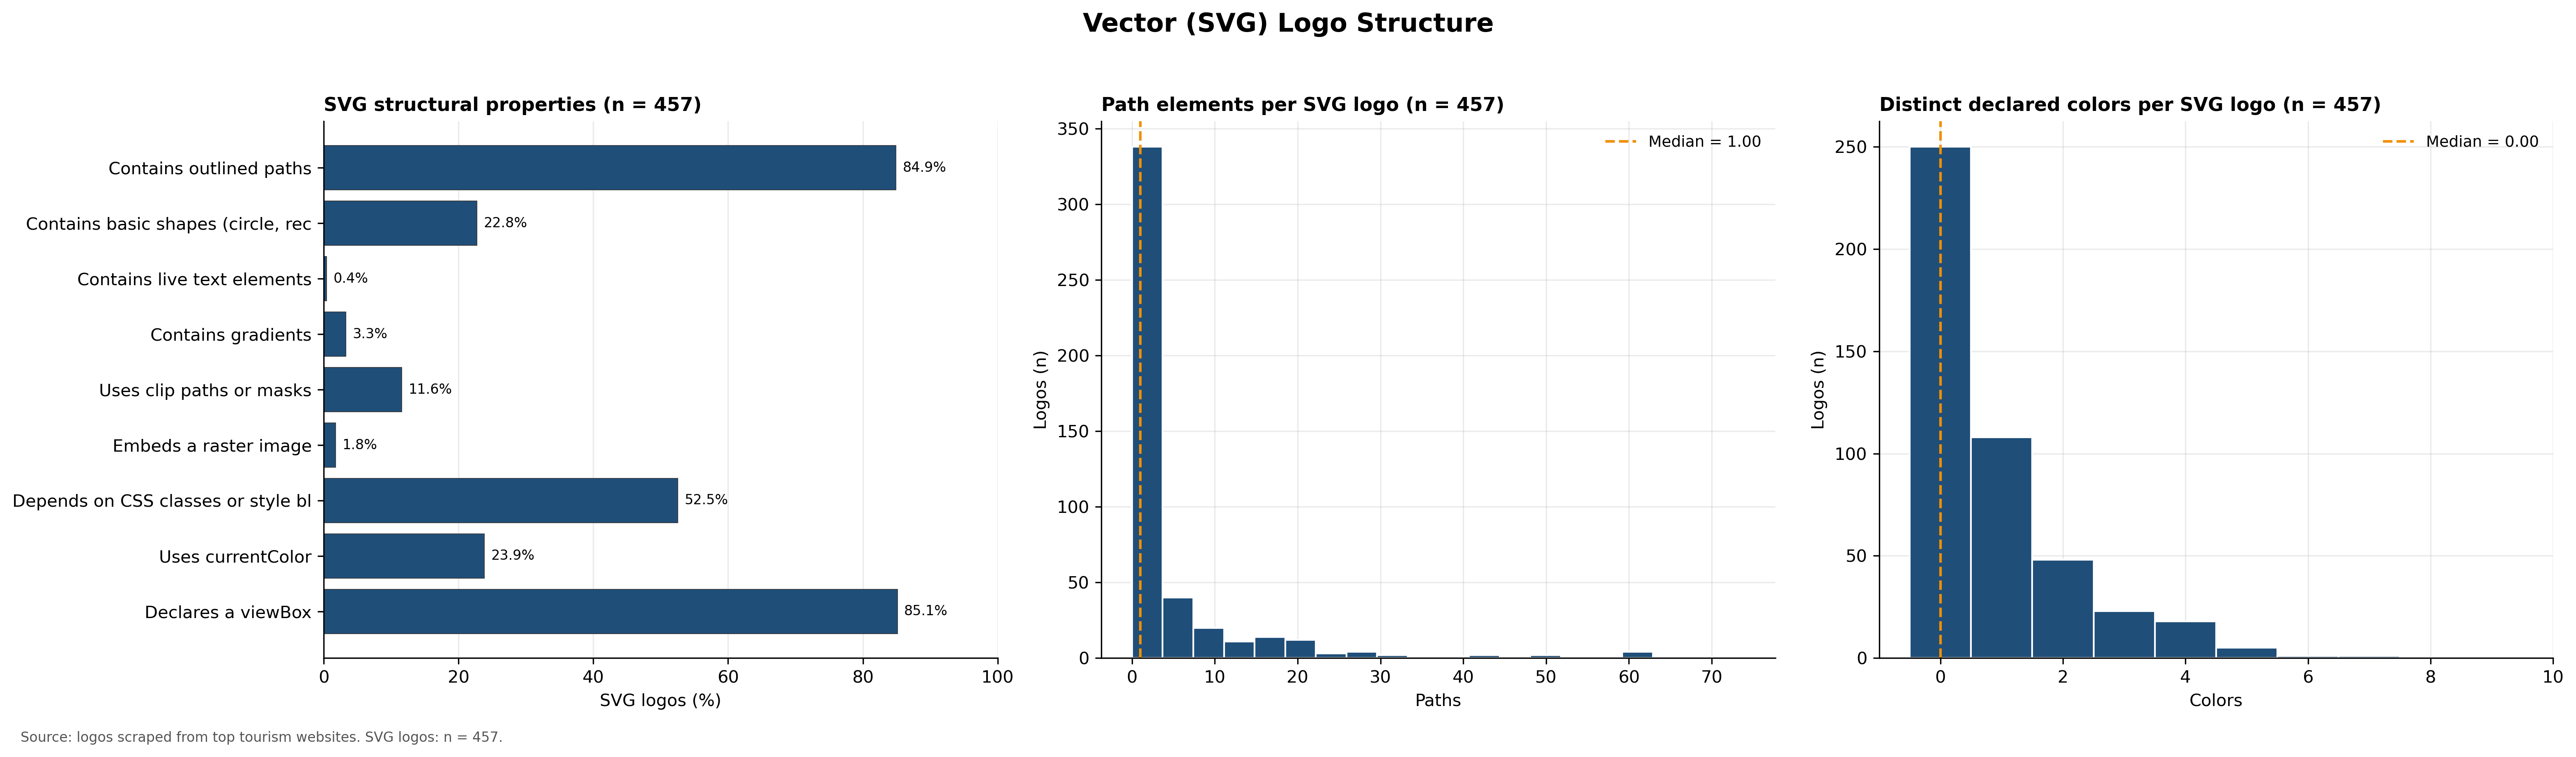 Vector (SVG) Logo Structure
SVG structural properties (n = 457)
Contains outlined paths
84.9%
Contains basic shapes (circle, rec
22.8%
Contains live text elements
0.4%
Contains gradients
3.3%
Uses clip paths or masks
11.6%
Embeds a raster image
1.8%
Depends on CSS classes or style bl
52.5%
Uses currentColor
23.9%
Declares a viewBox
85.1%
0 20 40 60 80 100
SVG logos (%)
Path elements per SVG logo (n = 457)
Median = 1.00
350
300
250
200
150
100
50
0
Logos (n)
0 10 20 30 40 50 60 70
Paths
Distinct declared colors per SVG logo (n = 457)
Median = 0.00
250
200
150
100
50
0
Logos (n)
0 2 4 6 8 10
Colors
Source: logos scraped from top tourism websites. SVG logos: n = 457.